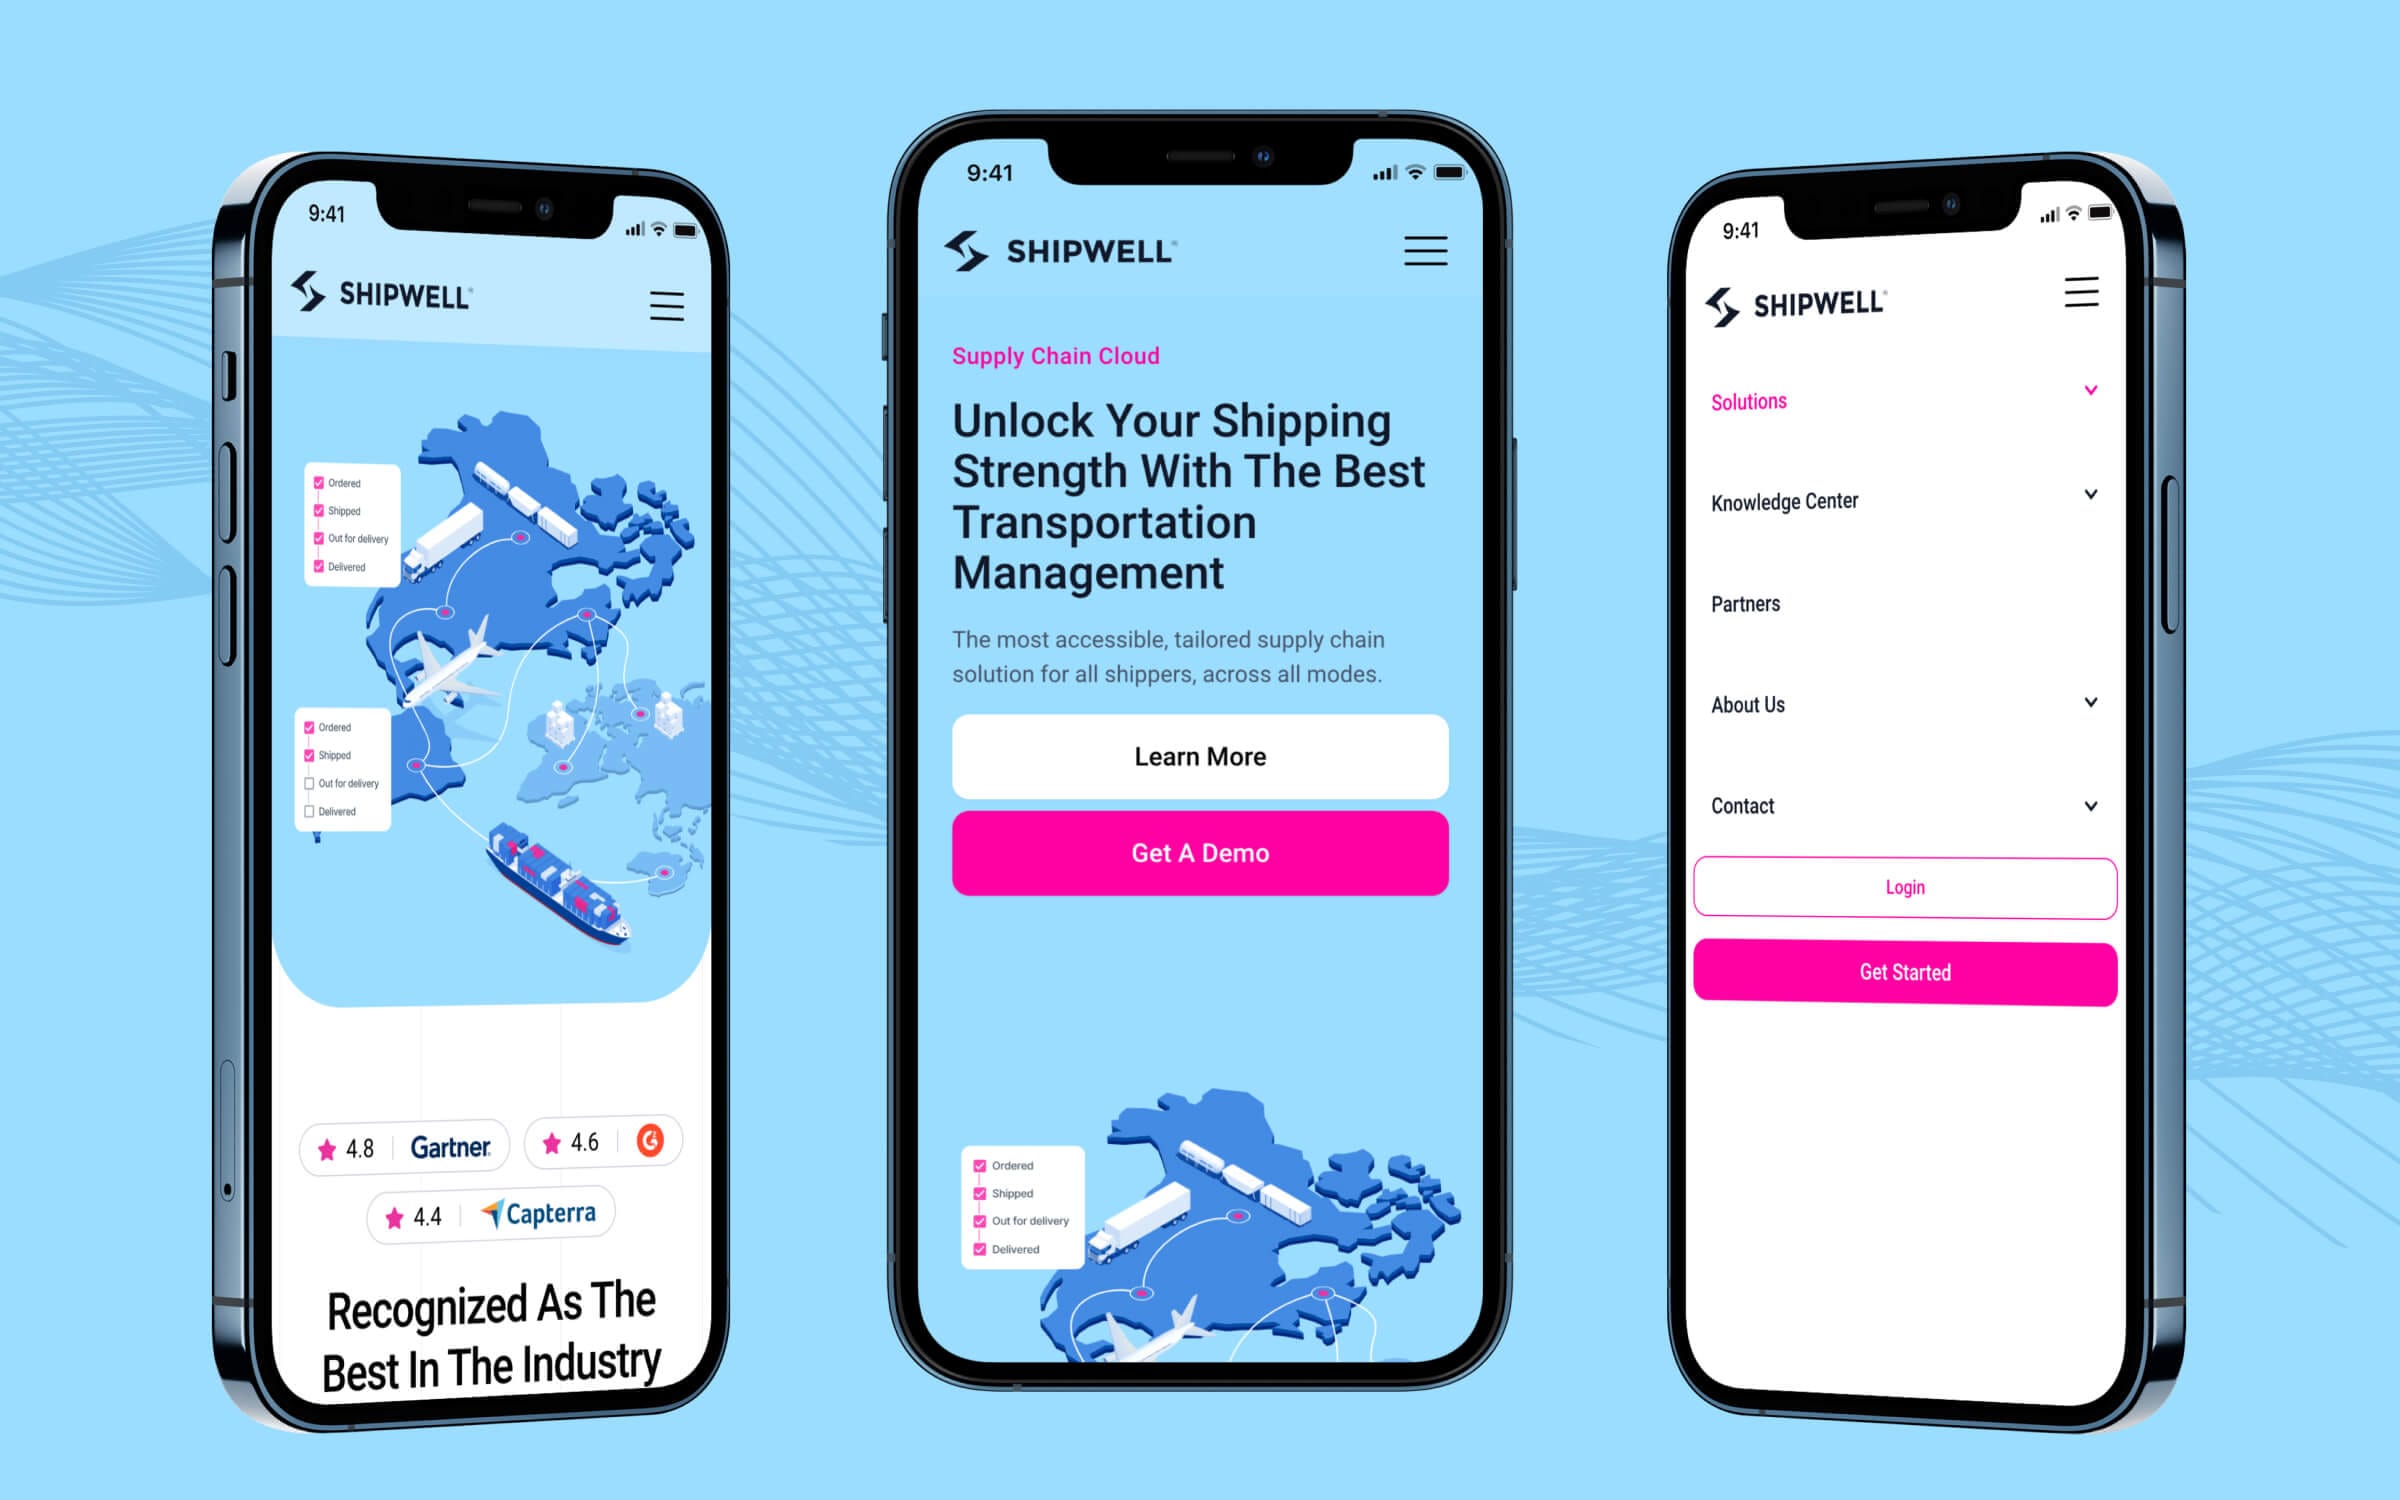 9:41
SHIPWELL®
Ordered
Shipped
Out for delivery
Delivered
Ordered
Shipped
Out for delivery
Delivered
4.8 Gartner
4.6 G2
4.4 Capterra
Recognized As The
Best In The Industry
9:41
SHIPWELL®
Supply Chain Cloud
Unlock Your Shipping
Strength With The Best
Transportation
Management
The most accessible, tailored supply chain
solution for all shippers, across all modes.
Learn More
Get A Demo
Ordered
Shipped
Out for delivery
Delivered
9:41
SHIPWELL®
Solutions
Knowledge Center
Partners
About Us
Contact
Login
Get Started